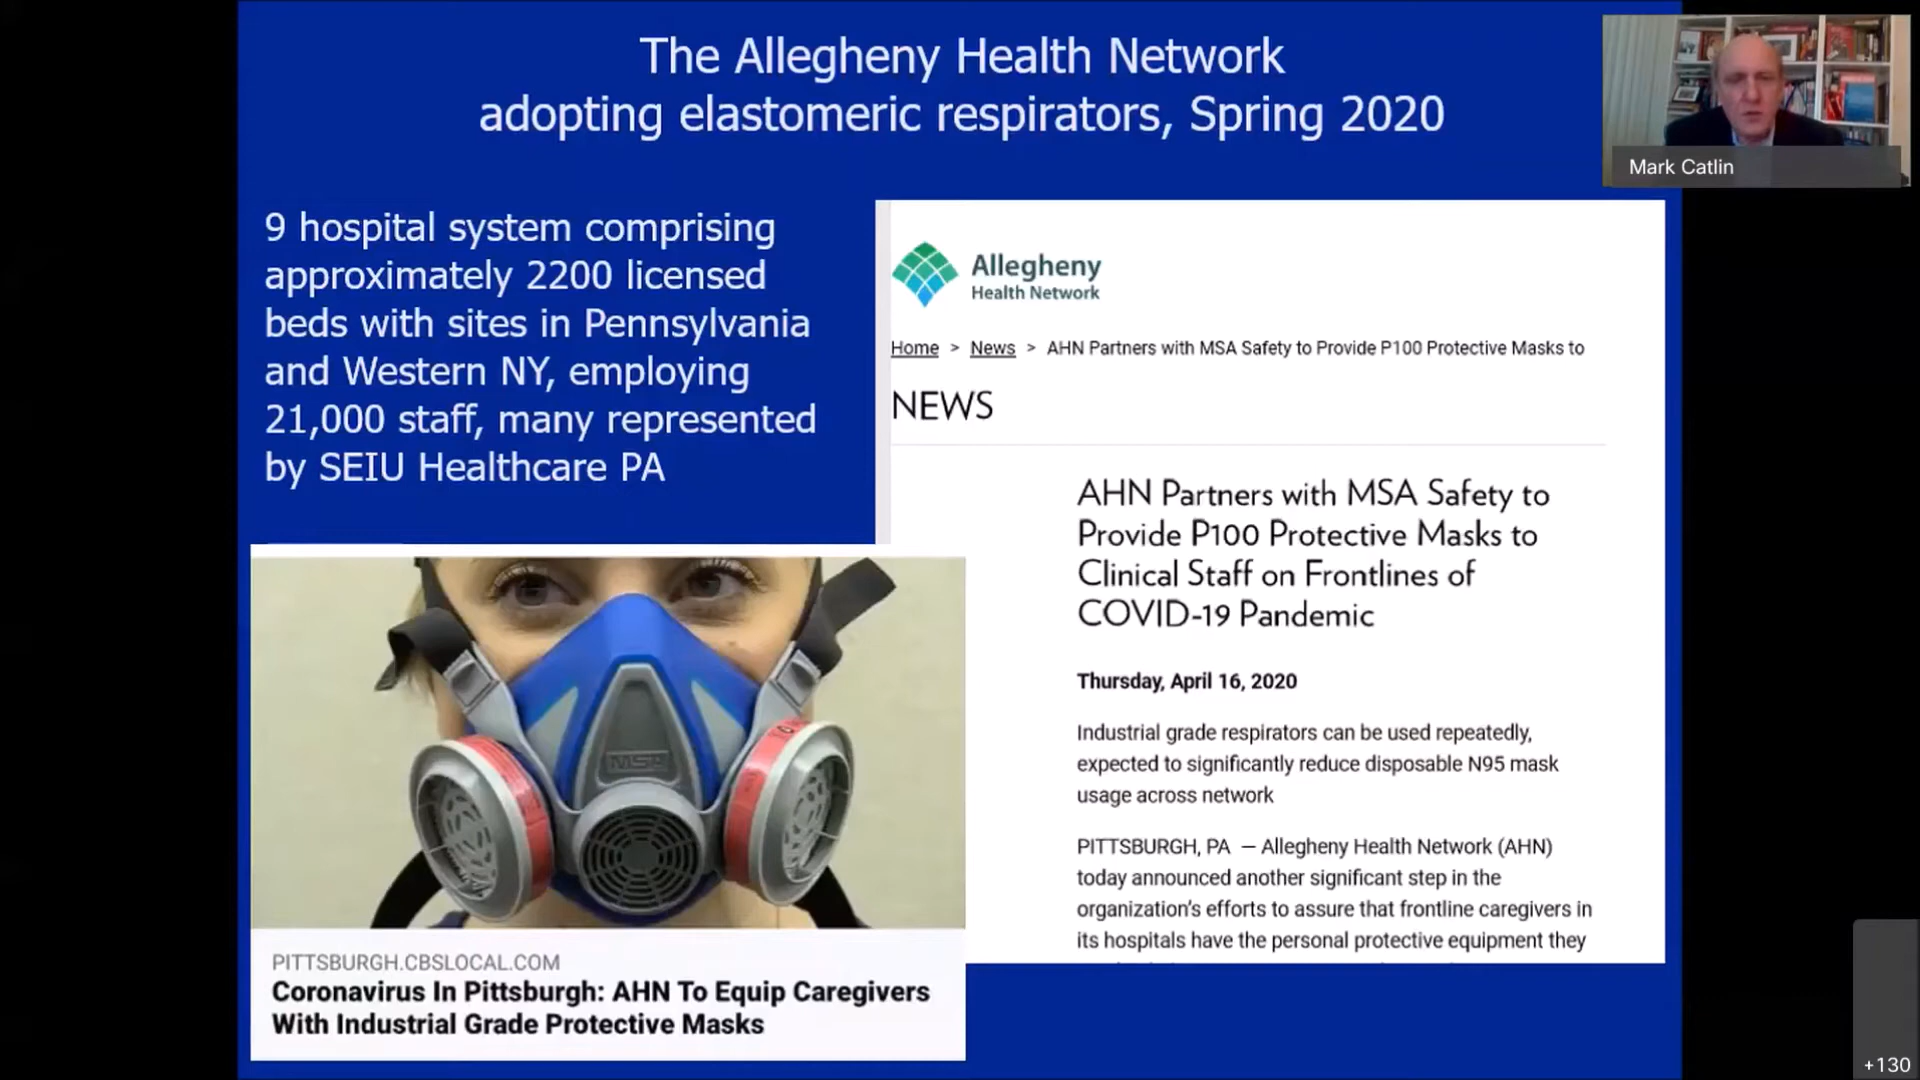 The Allegheny Health Network
adopting elastomeric respirators, Spring 2020
Mark Catlin
9 hospital system comprising
approximately 2200 licensed
beds with sites in Pennsylvania
and Western NY, employing
21,000 staff, many represented
by SEIU Healthcare PA
Allegheny
Health Network
Home > News > AHN Partners with MSA Safety to Provide P100 Protective Masks to
NEWS
AHN Partners with MSA Safety to
Provide P100 Protective Masks to
Clinical Staff on Frontlines of
COVID-19 Pandemic
Thursday, April 16, 2020
Industrial grade respirators can be used repeatedly,
expected to significantly reduce disposable N95 mask
usage across network
PITTSBURGH, PA — Allegheny Health Network (AHN)
today announced another significant step in the
organization's efforts to assure that frontline caregivers in
its hospitals have the personal protective equipment they
MSA
PITTSBURGH.CBSLOCAL.COM
Coronavirus In Pittsburgh: AHN To Equip Caregivers
With Industrial Grade Protective Masks
+130